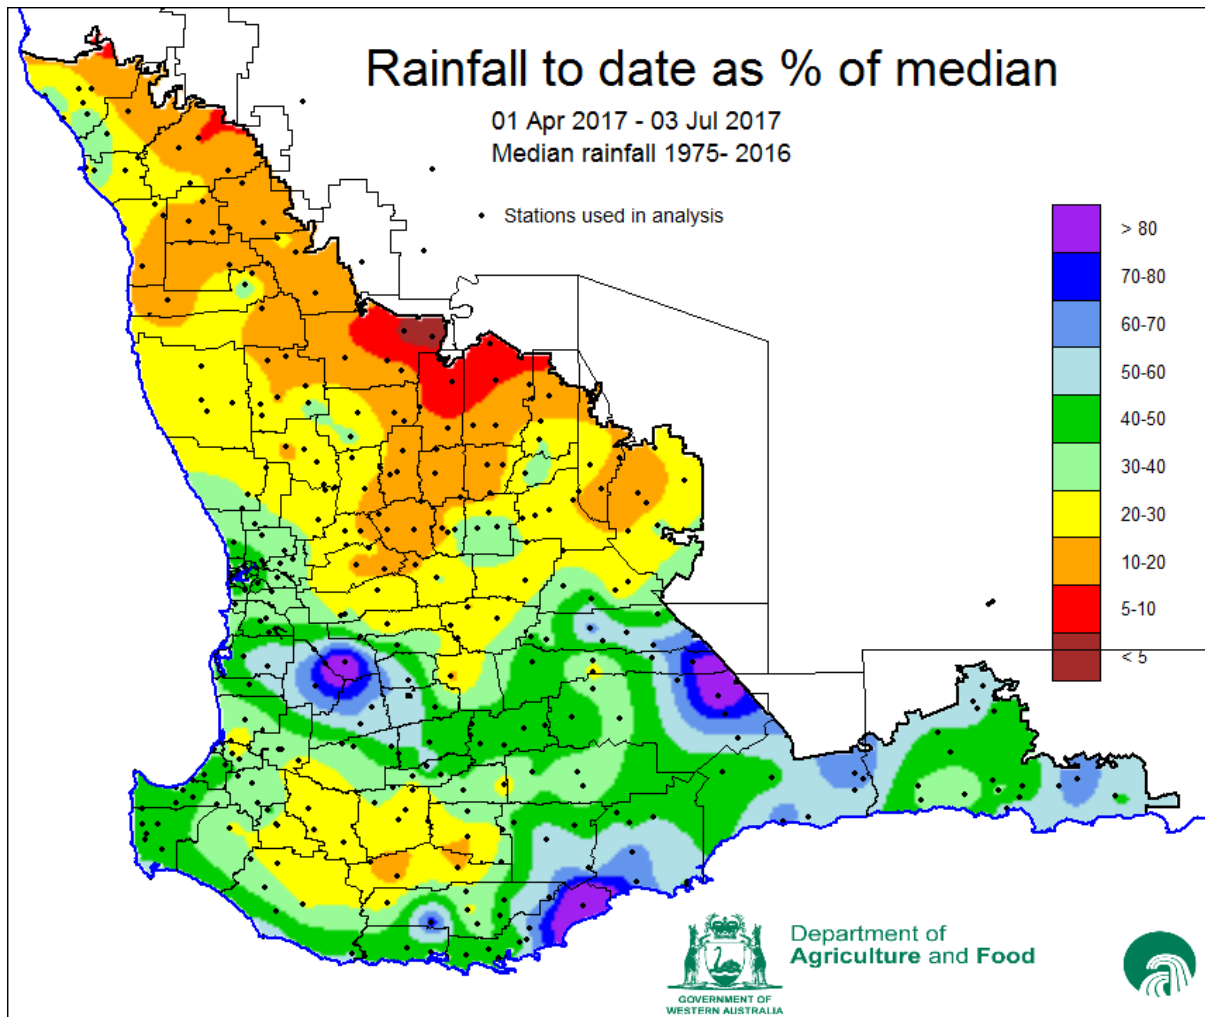 Rainfall to date as % of median
01 Apr 2017 - 03 Jul 2017
Median rainfall 1975- 2016
Stations used in analysis
> 80
70-80
60-70
50-60
40-50
30-40
20-30
10-20
5-10
< 5
Department of
Agriculture and Food
GOVERNMENT OF
WESTERN AUSTRALIA